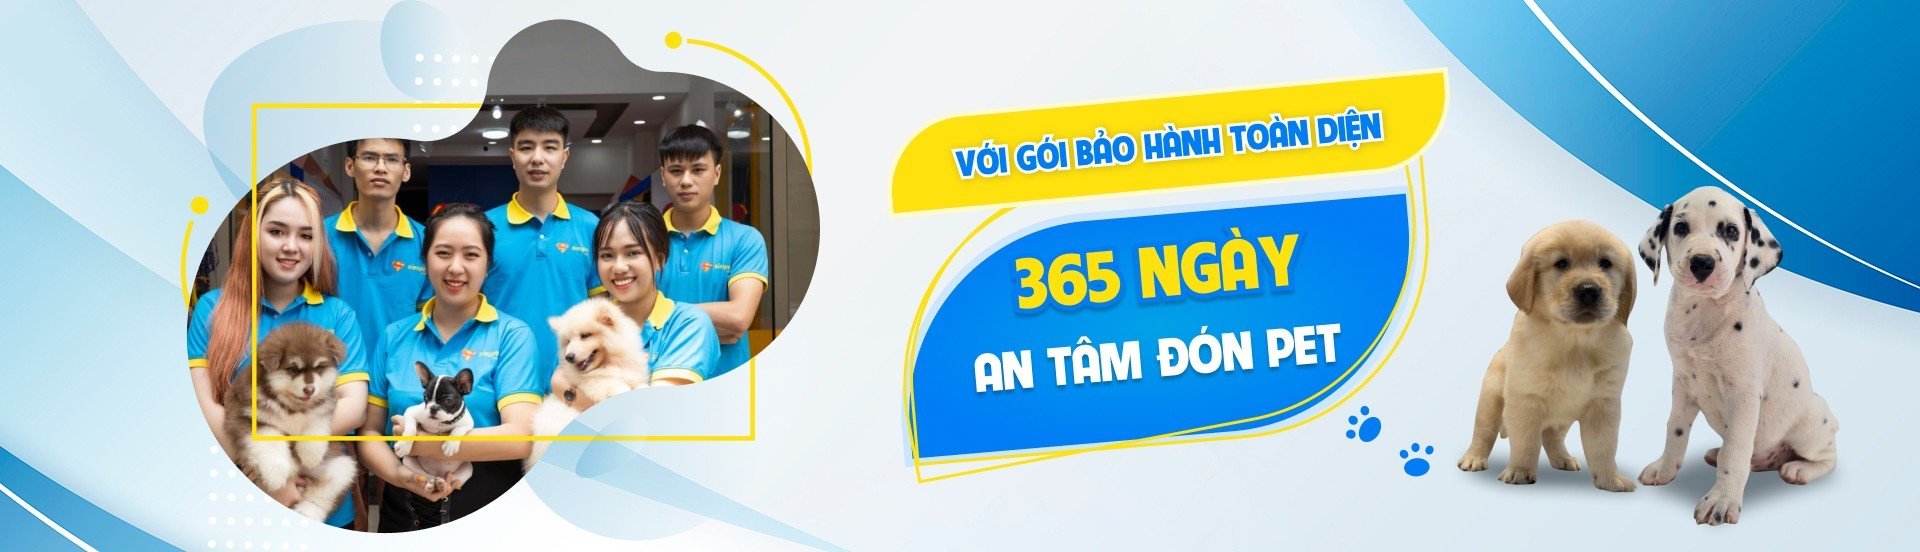 VỚI GÓI BẢO HÀNH TOÀN DIỆN
365 NGÀY
AN TÂM ĐÓN PET